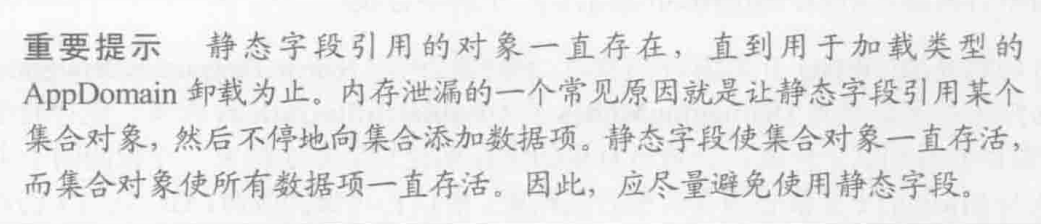 重要提示 静态字段引用的对象一直存在，直到用于加载类型的
AppDomain 卸载为止。内存泄漏的一个常见原因就是让静态字段引用某个
集合对象，然后不停地向集合添加数据项。静态字段使集合对象一直存活，
而集合对象使所有数据项一直存活。因此，应尽量避免使用静态字段。